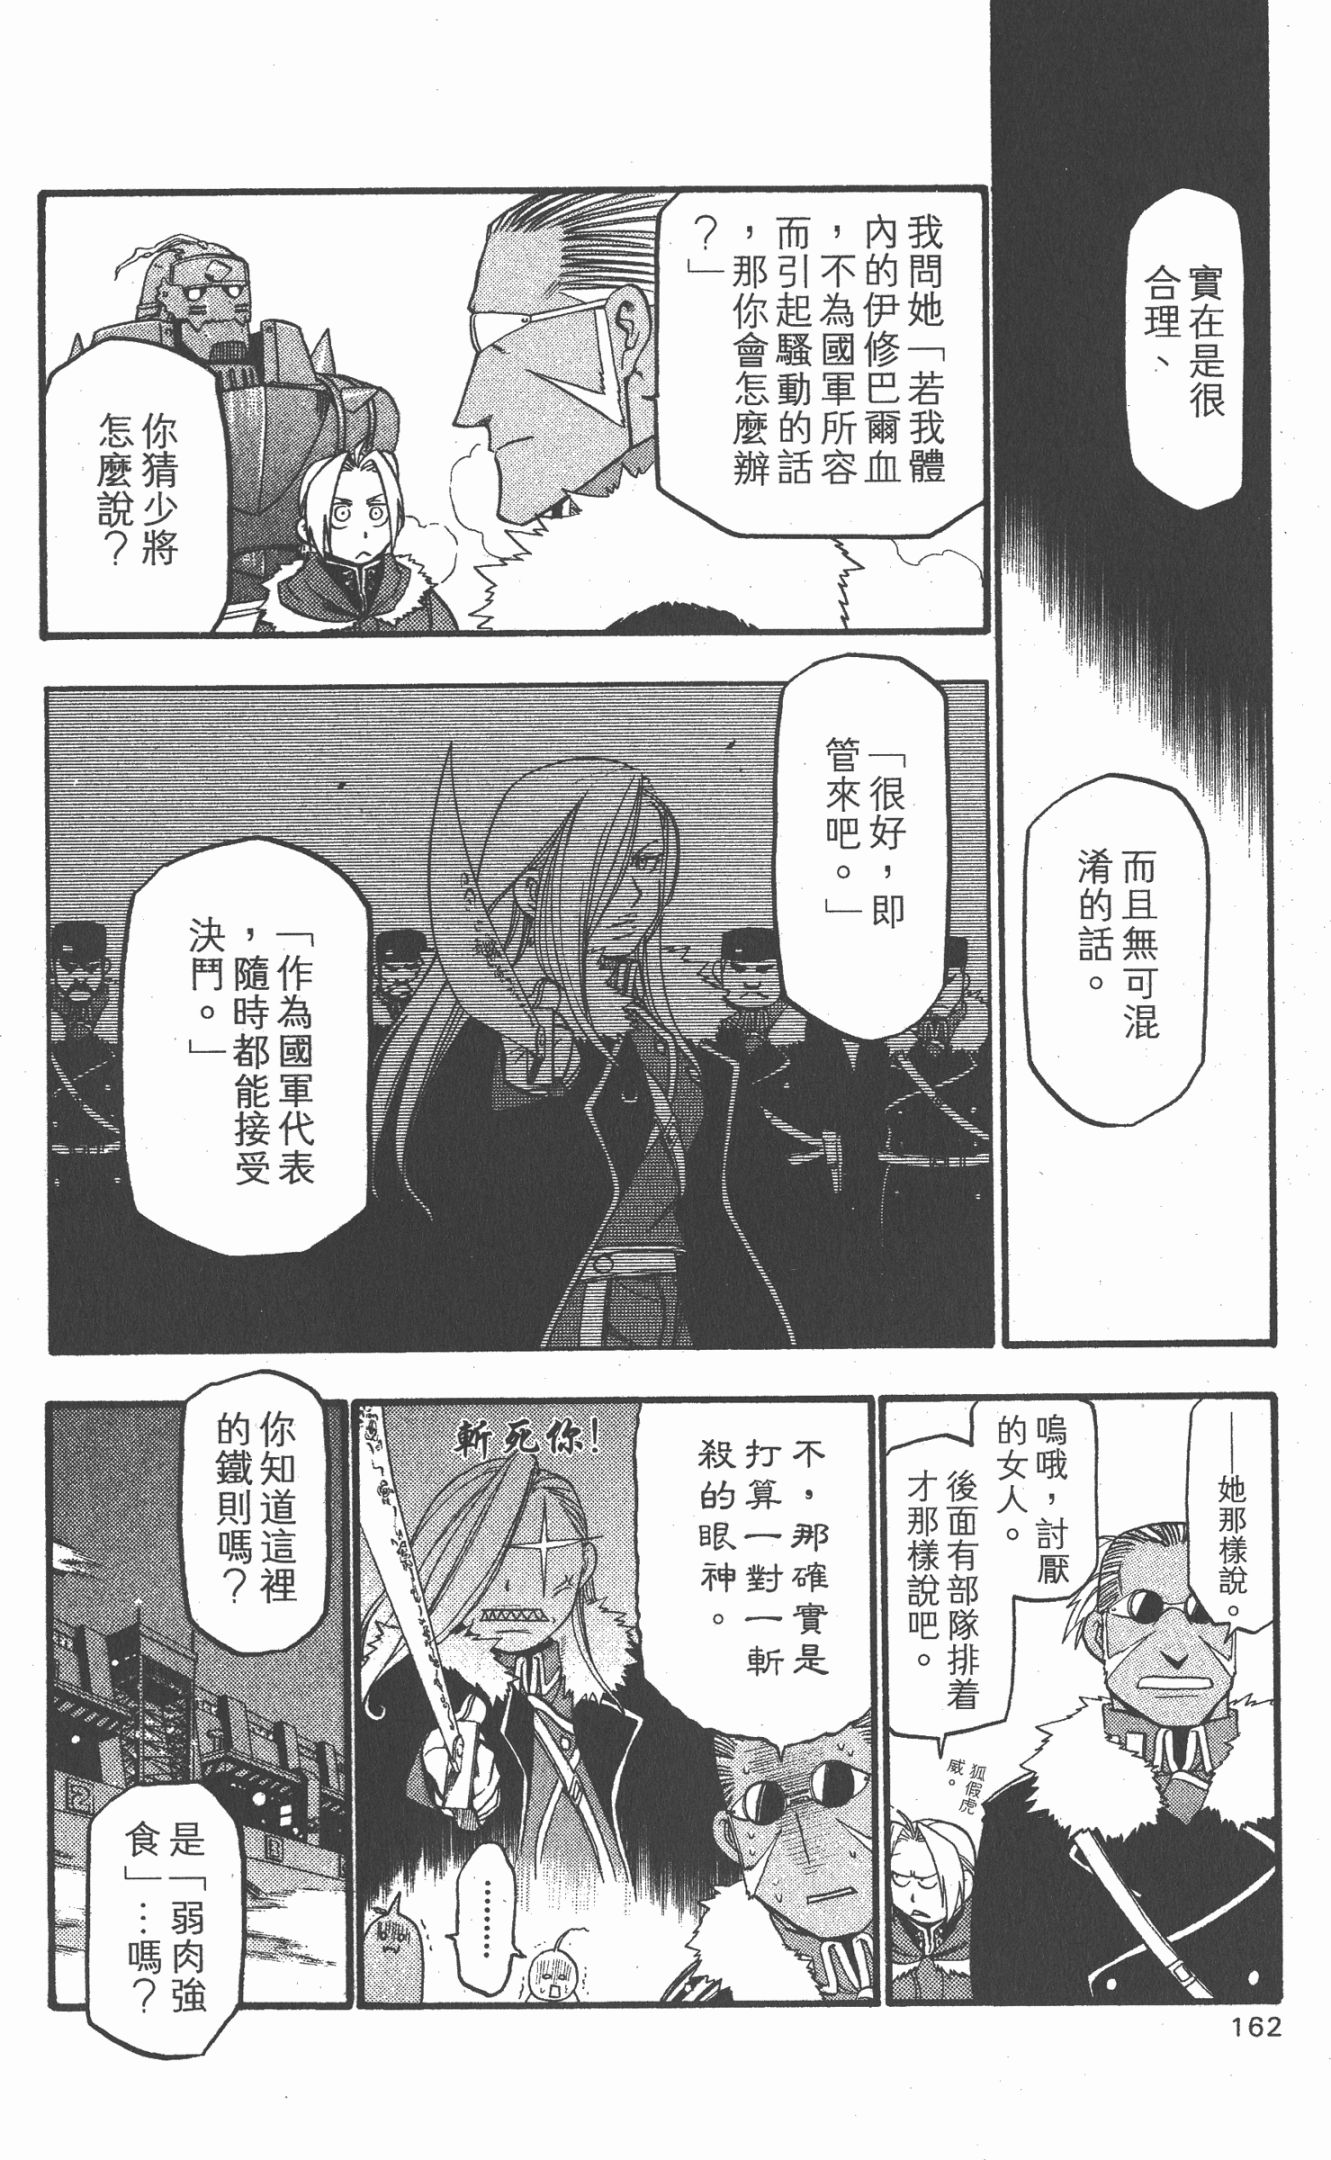 實在是很
合理、
而且無可混
淆的話。
我問她「若我體
內的伊修巴爾血
，不為國軍所容
而引起騷動的話
，那你會怎麼辦
？」
你猜少將
怎麼說？
「很好，即
管來吧。」
「作為國軍代表
，隨時都能接受
決鬥。」
——她那樣說。
嗚哦，討厭
的女人。
後面有部隊排着
才那樣說吧。
狐假虎
威。
不，那確實是
打算一對一斬
殺的眼神。
斬死你！
………
你知道這裡
的鐵則嗎？
是「弱肉強
食」…嗎？
162